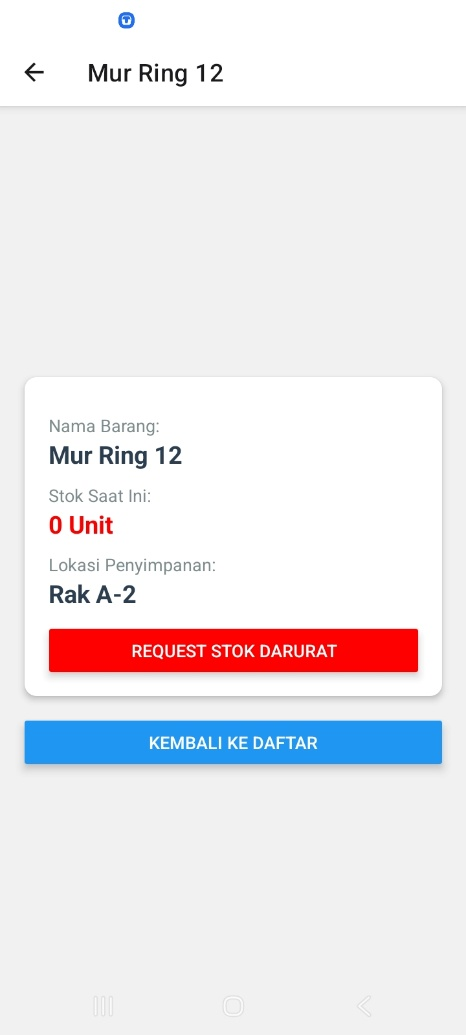 Mur Ring 12
Nama Barang:
Mur Ring 12
Stok Saat Ini:
0 Unit
Lokasi Penyimpanan:
Rak A-2
REQUEST STOK DARURAT
KEMBALI KE DAFTAR